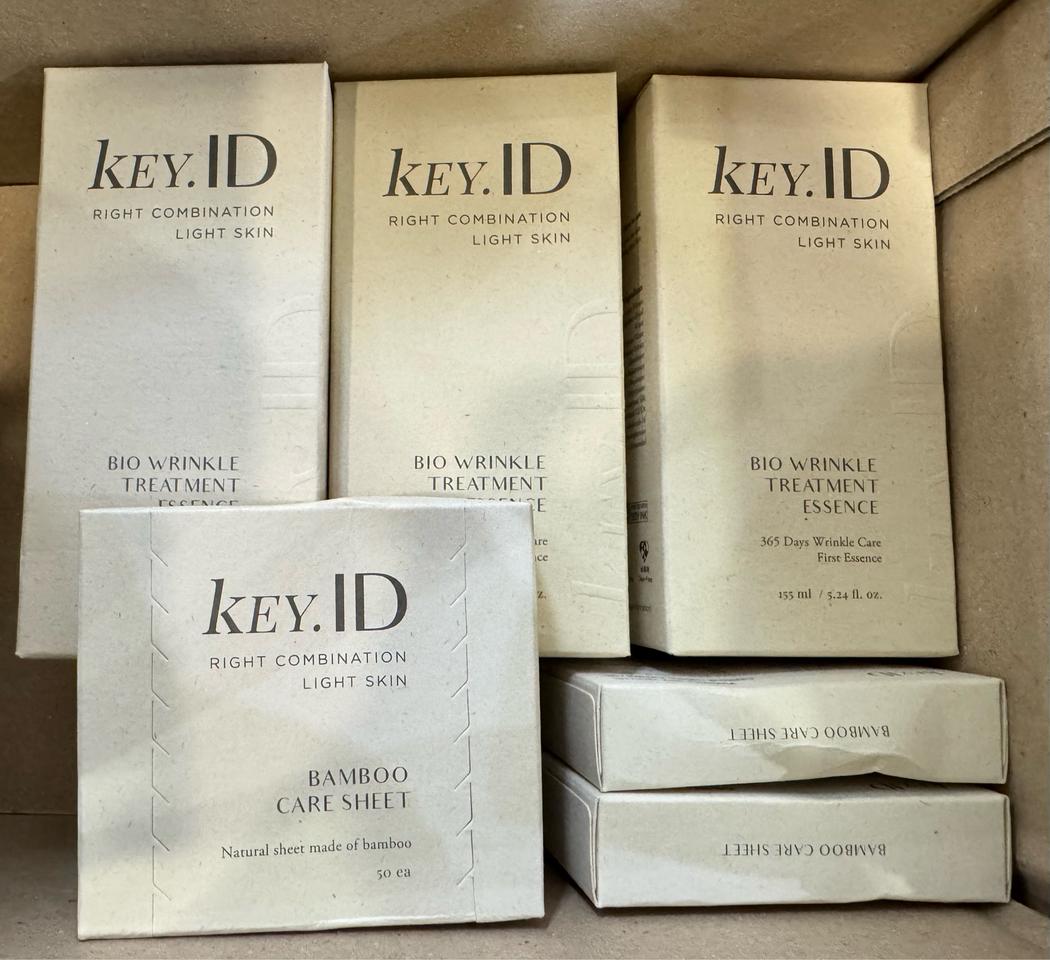 KEY.ID
RIGHT COMBINATION
LIGHT SKIN
BIO WRINKLE
TREATMENT
ESSENCE
KEY.ID
RIGHT COMBINATION
LIGHT SKIN
BIO WRINKLE
TREATMENT
ESSENCE
KEY.ID
RIGHT COMBINATION
LIGHT SKIN
BIO WRINKLE
TREATMENT
ESSENCE
365 Days Wrinkle Care
First Essence
155 ml / 5.24 fl. oz.
KEY.ID
RIGHT COMBINATION
LIGHT SKIN
BAMBOO
CARE SHEET
Natural sheet made of bamboo
50 ea
BAMBOO CARE SHEET
BAMBOO CARE SHEET